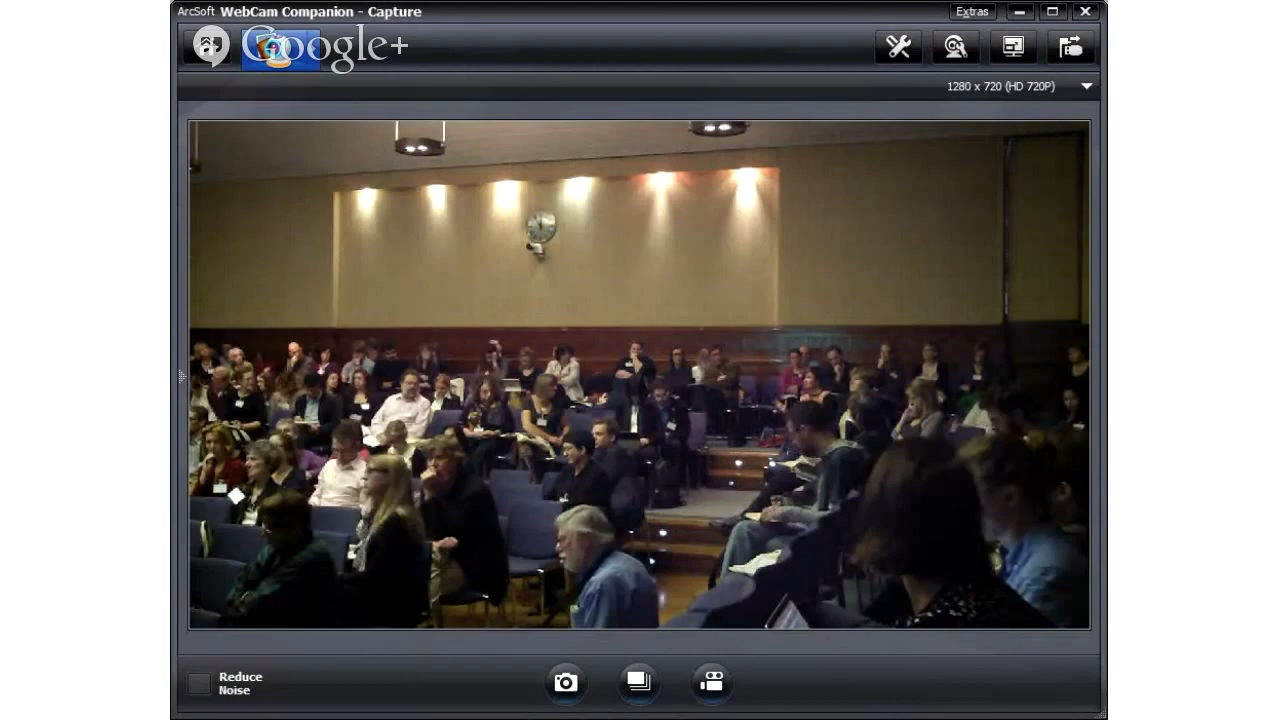 ArcSoft WebCam Companion - Capture
Extras
Google+
1280 x 720 (HD 720P)
Reduce
Noise